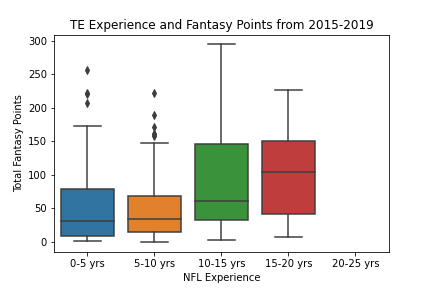 TE Experience and Fantasy Points from 2015-2019
300
250
200
150
100
50
0
Total Fantasy Points
0-5 yrs 5-10 yrs 10-15 yrs 15-20 yrs 20-25 yrs
NFL Experience